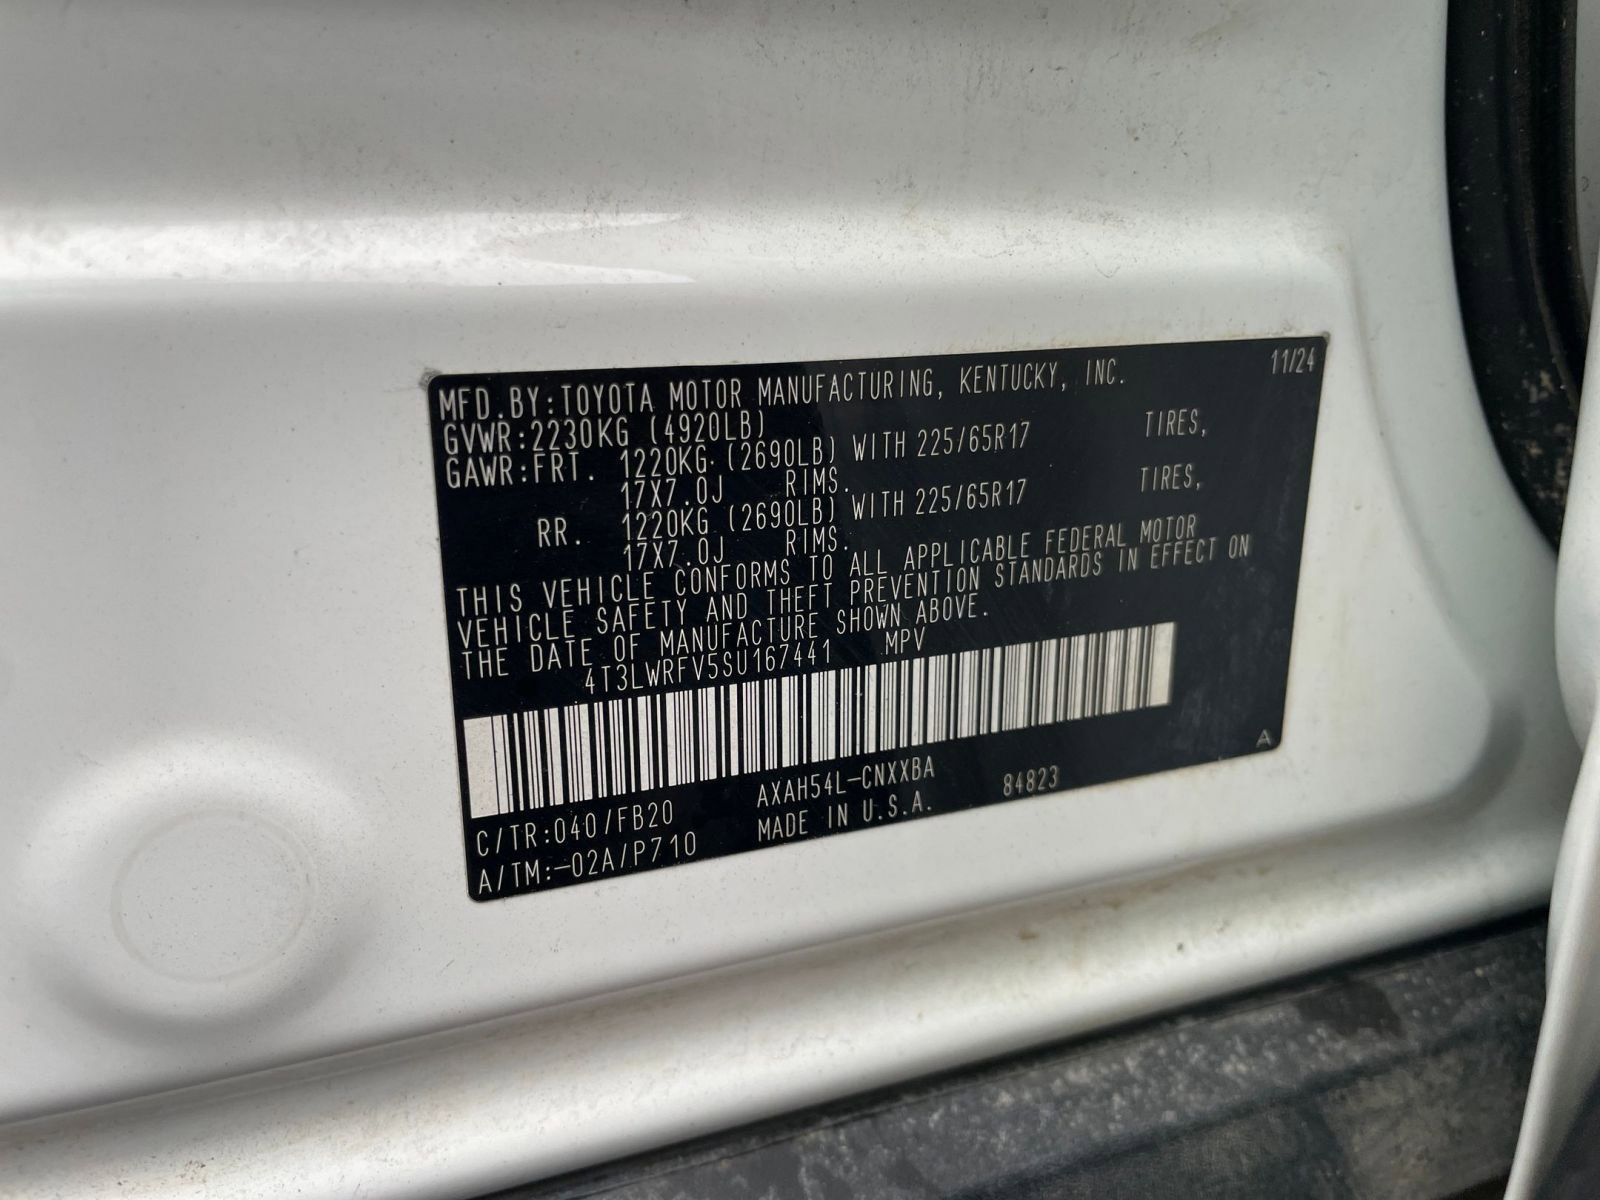 MFD.BY:TOYOTA MOTOR MANUFACTURING, KENTUCKY, INC. 11/24
GVWR:2230KG (4920LB)
GAWR:FRT. 1220KG (2690LB) WITH 225/65R17 TIRES,
17X7.0J RIMS.
RR. 1220KG (2690LB) WITH 225/65R17 TIRES,
17X7.0J RIMS.
THIS VEHICLE CONFORMS TO ALL APPLICABLE FEDERAL MOTOR
VEHICLE SAFETY AND THEFT PREVENTION STANDARDS IN EFFECT ON
THE DATE OF MANUFACTURE SHOWN ABOVE.
4T3LWRFV5SU167441 MPV
A
C/TR:040/FB20 AXAH54L-CNXXBA 84823
A/TM:-02A/P710 MADE IN U.S.A.